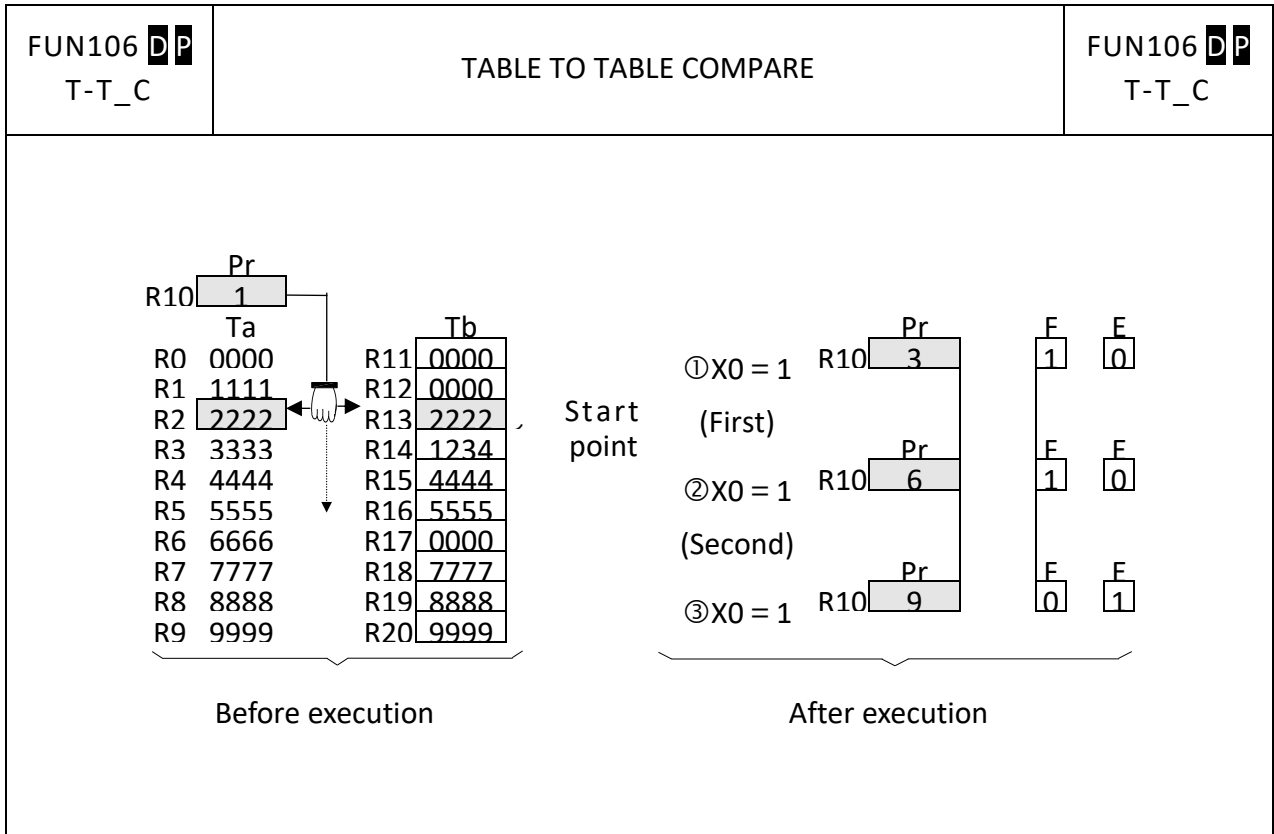 FUN106 D P
T-T_C
TABLE TO TABLE COMPARE
FUN106 D P
T-T_C
Pr
R10 1
Ta Tb
R0 0000 R11 0000
R1 1111 R12 0000
R2 2222 R13 2222
R3 3333 R14 1234
R4 4444 R15 4444
R5 5555 R16 5555
R6 6666 R17 0000
R7 7777 R18 7777
R8 8888 R19 8888
R9 9999 R20 9999
Before execution
Start
point
Pr F E
①X0 = 1 R10 3 1 0
(First)
Pr F E
②X0 = 1 R10 6 1 0
(Second)
Pr F E
③X0 = 1 R10 9 0 1
After execution